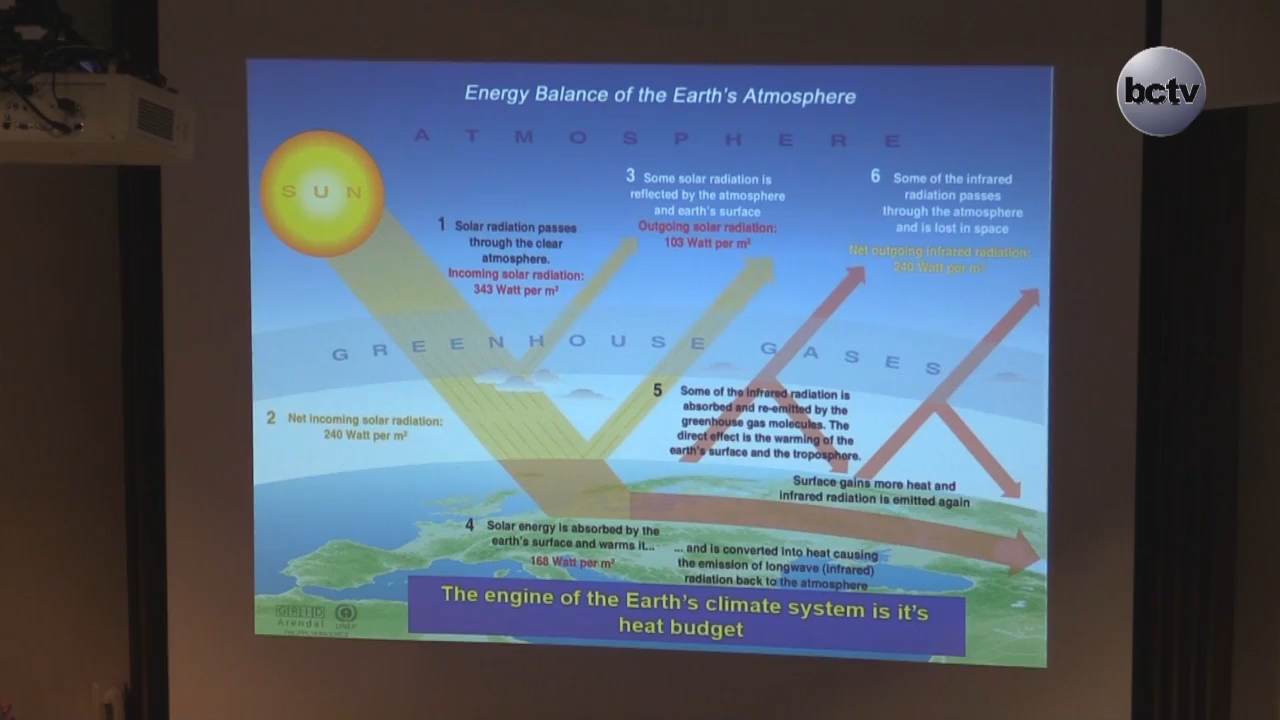 bctv
Energy Balance of the Earth's Atmosphere
ATMOSPHERE
SUN
1 Solar radiation passes
through the clear
atmosphere.
Incoming solar radiation:
343 Watt per m²
3 Some solar radiation is
reflected by the atmosphere
and earth's surface
Outgoing solar radiation:
103 Watt per m²
6 Some of the infrared
radiation passes
through the atmosphere
and is lost in space
Net outgoing infrared radiation:
240 Watt per m²
GREENHOUSE GASES
2 Net incoming solar radiation:
240 Watt per m²
5 Some of the infrared radiation is
absorbed and re-emitted by the
greenhouse gas molecules. The
direct effect is the warming of the
earth's surface and the troposphere.
Surface gains more heat and
infrared radiation is emitted again
4 Solar energy is absorbed by the
earth's surface and warms it...
168 Watt per m²
... and is converted into heat causing
the emission of longwave (infrared)
radiation back to the atmosphere
The engine of the Earth's climate system is it's
heat budget
GRID
Arendal UNEP